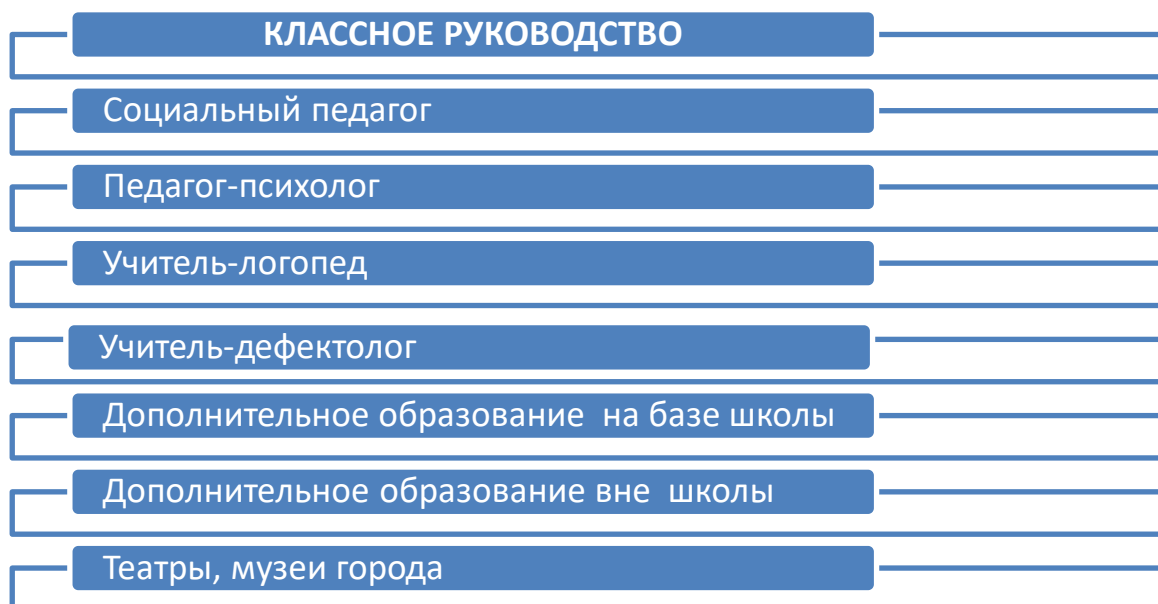 КЛАССНОЕ РУКОВОДСТВО
Социальный педагог
Педагог-психолог
Учитель-логопед
Учитель-дефектолог
Дополнительное образование на базе школы
Дополнительное образование вне школы
Театры, музеи города